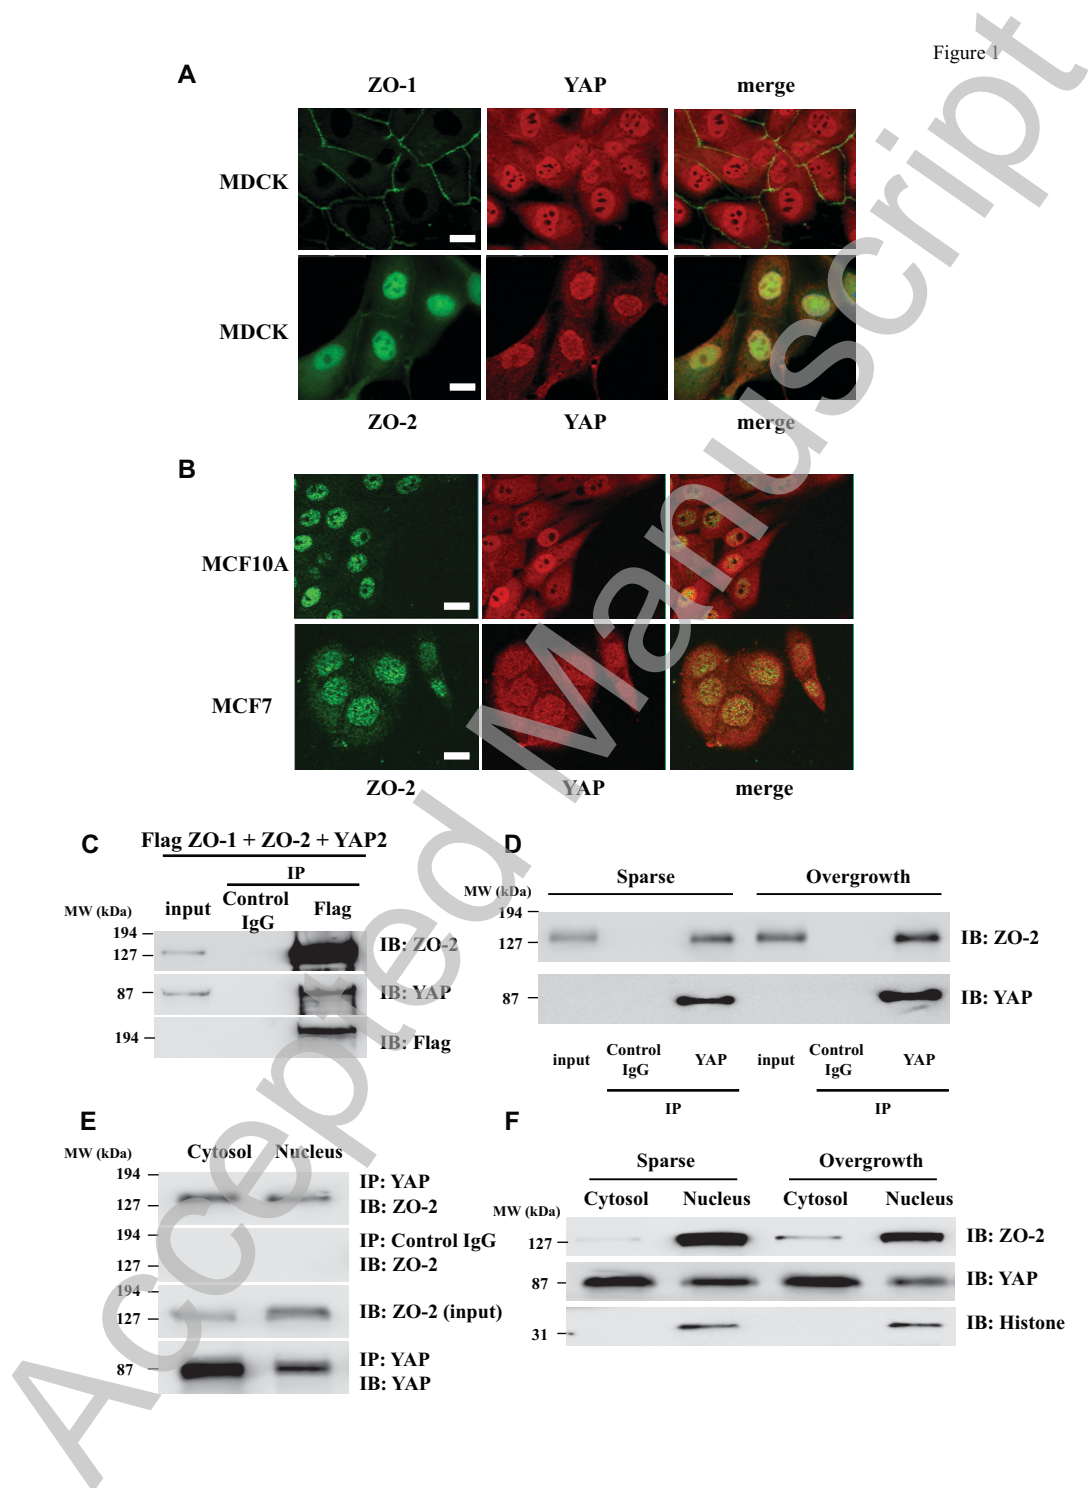 Figure 1
A
ZO-1 YAP merge
MDCK
MDCK
ZO-2 YAP merge
B
MCF10A
MCF7
ZO-2 YAP merge
C
Flag ZO-1 + ZO-2 + YAP2
IP
MW (kDa) input Control IgG Flag
194
127
IB: ZO-2
87
IB: YAP
194
IB: Flag
D
Sparse Overgrowth
MW (kDa)
194
127
IB: ZO-2
87
IB: YAP
input Control IgG YAP input Control IgG YAP
IP IP
E
MW (kDa) Cytosol Nucleus
194
127
IP: YAP
IB: ZO-2
194
127
IP: Control IgG
IB: ZO-2
194
127
IB: ZO-2 (input)
87
IP: YAP
IB: YAP
F
Sparse Overgrowth
Cytosol Nucleus Cytosol Nucleus
MW (kDa)
127
IB: ZO-2
87
IB: YAP
31
IB: Histone
Accepted Manuscript